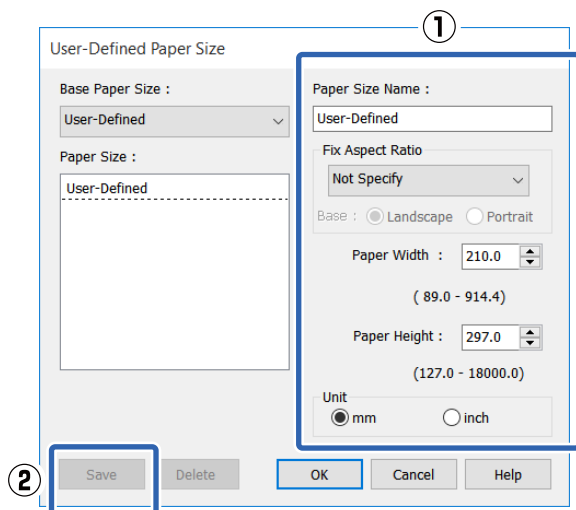 ①
User-Defined Paper Size
Base Paper Size :
User-Defined
Paper Size :
User-Defined
Paper Size Name :
User-Defined
Fix Aspect Ratio
Not Specify
Base : Landscape Portrait
Paper Width : 210.0
( 89.0 - 914.4)
Paper Height : 297.0
(127.0 - 18000.0)
Unit
mm inch
②
Save Delete OK Cancel Help